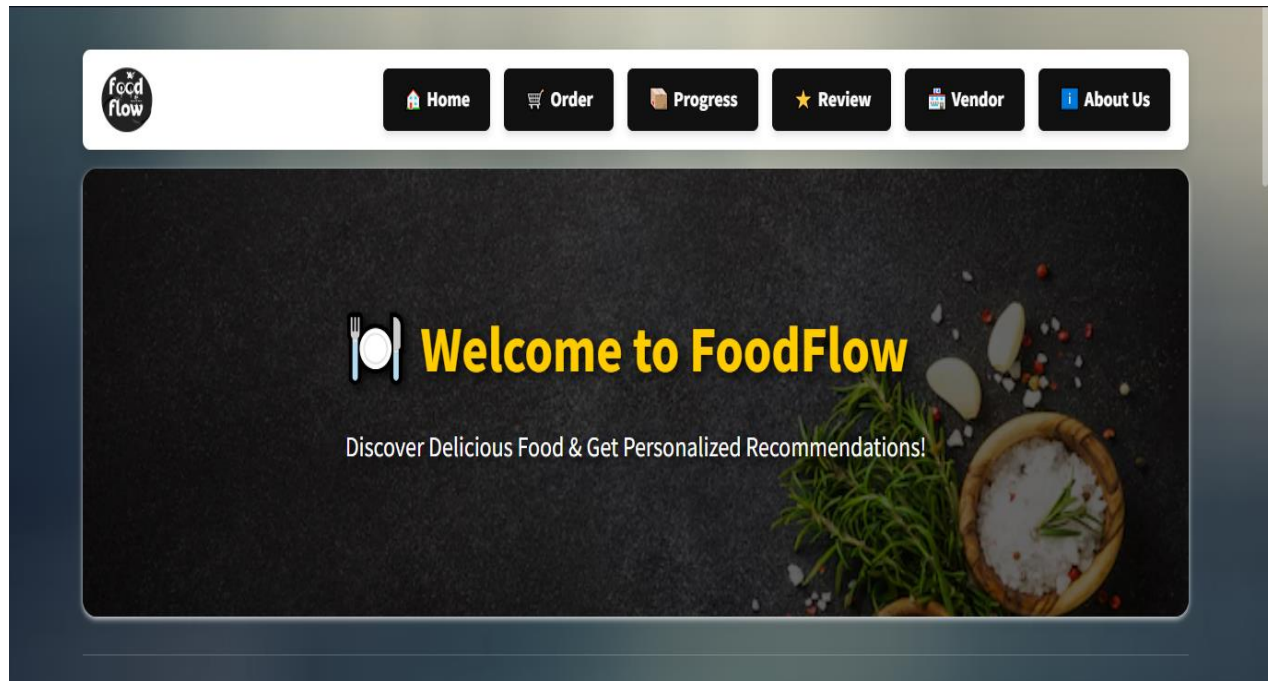 food
flow
Home
Order
Progress
Review
Vendor
About Us
Welcome to FoodFlow
Discover Delicious Food & Get Personalized Recommendations!